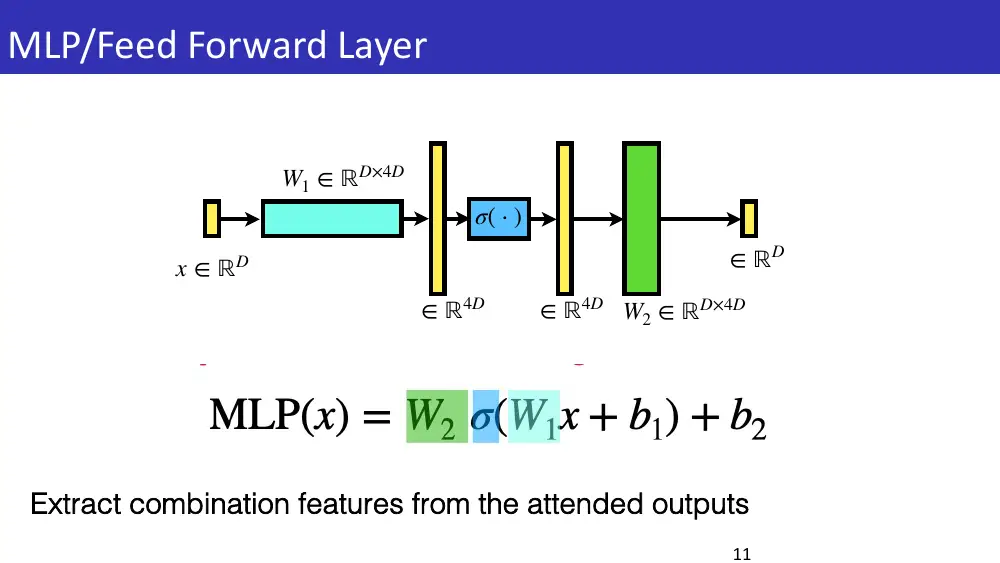 MLP/Feed Forward Layer
W₁ ∈ ℝ^{D×4D}
σ( · )
x ∈ ℝ^D
∈ ℝ^{4D}
∈ ℝ^{4D}
W₂ ∈ ℝ^{D×4D}
∈ ℝ^D
MLP(x) = W₂ σ(W₁x + b₁) + b₂
Extract combination features from the attended outputs
11